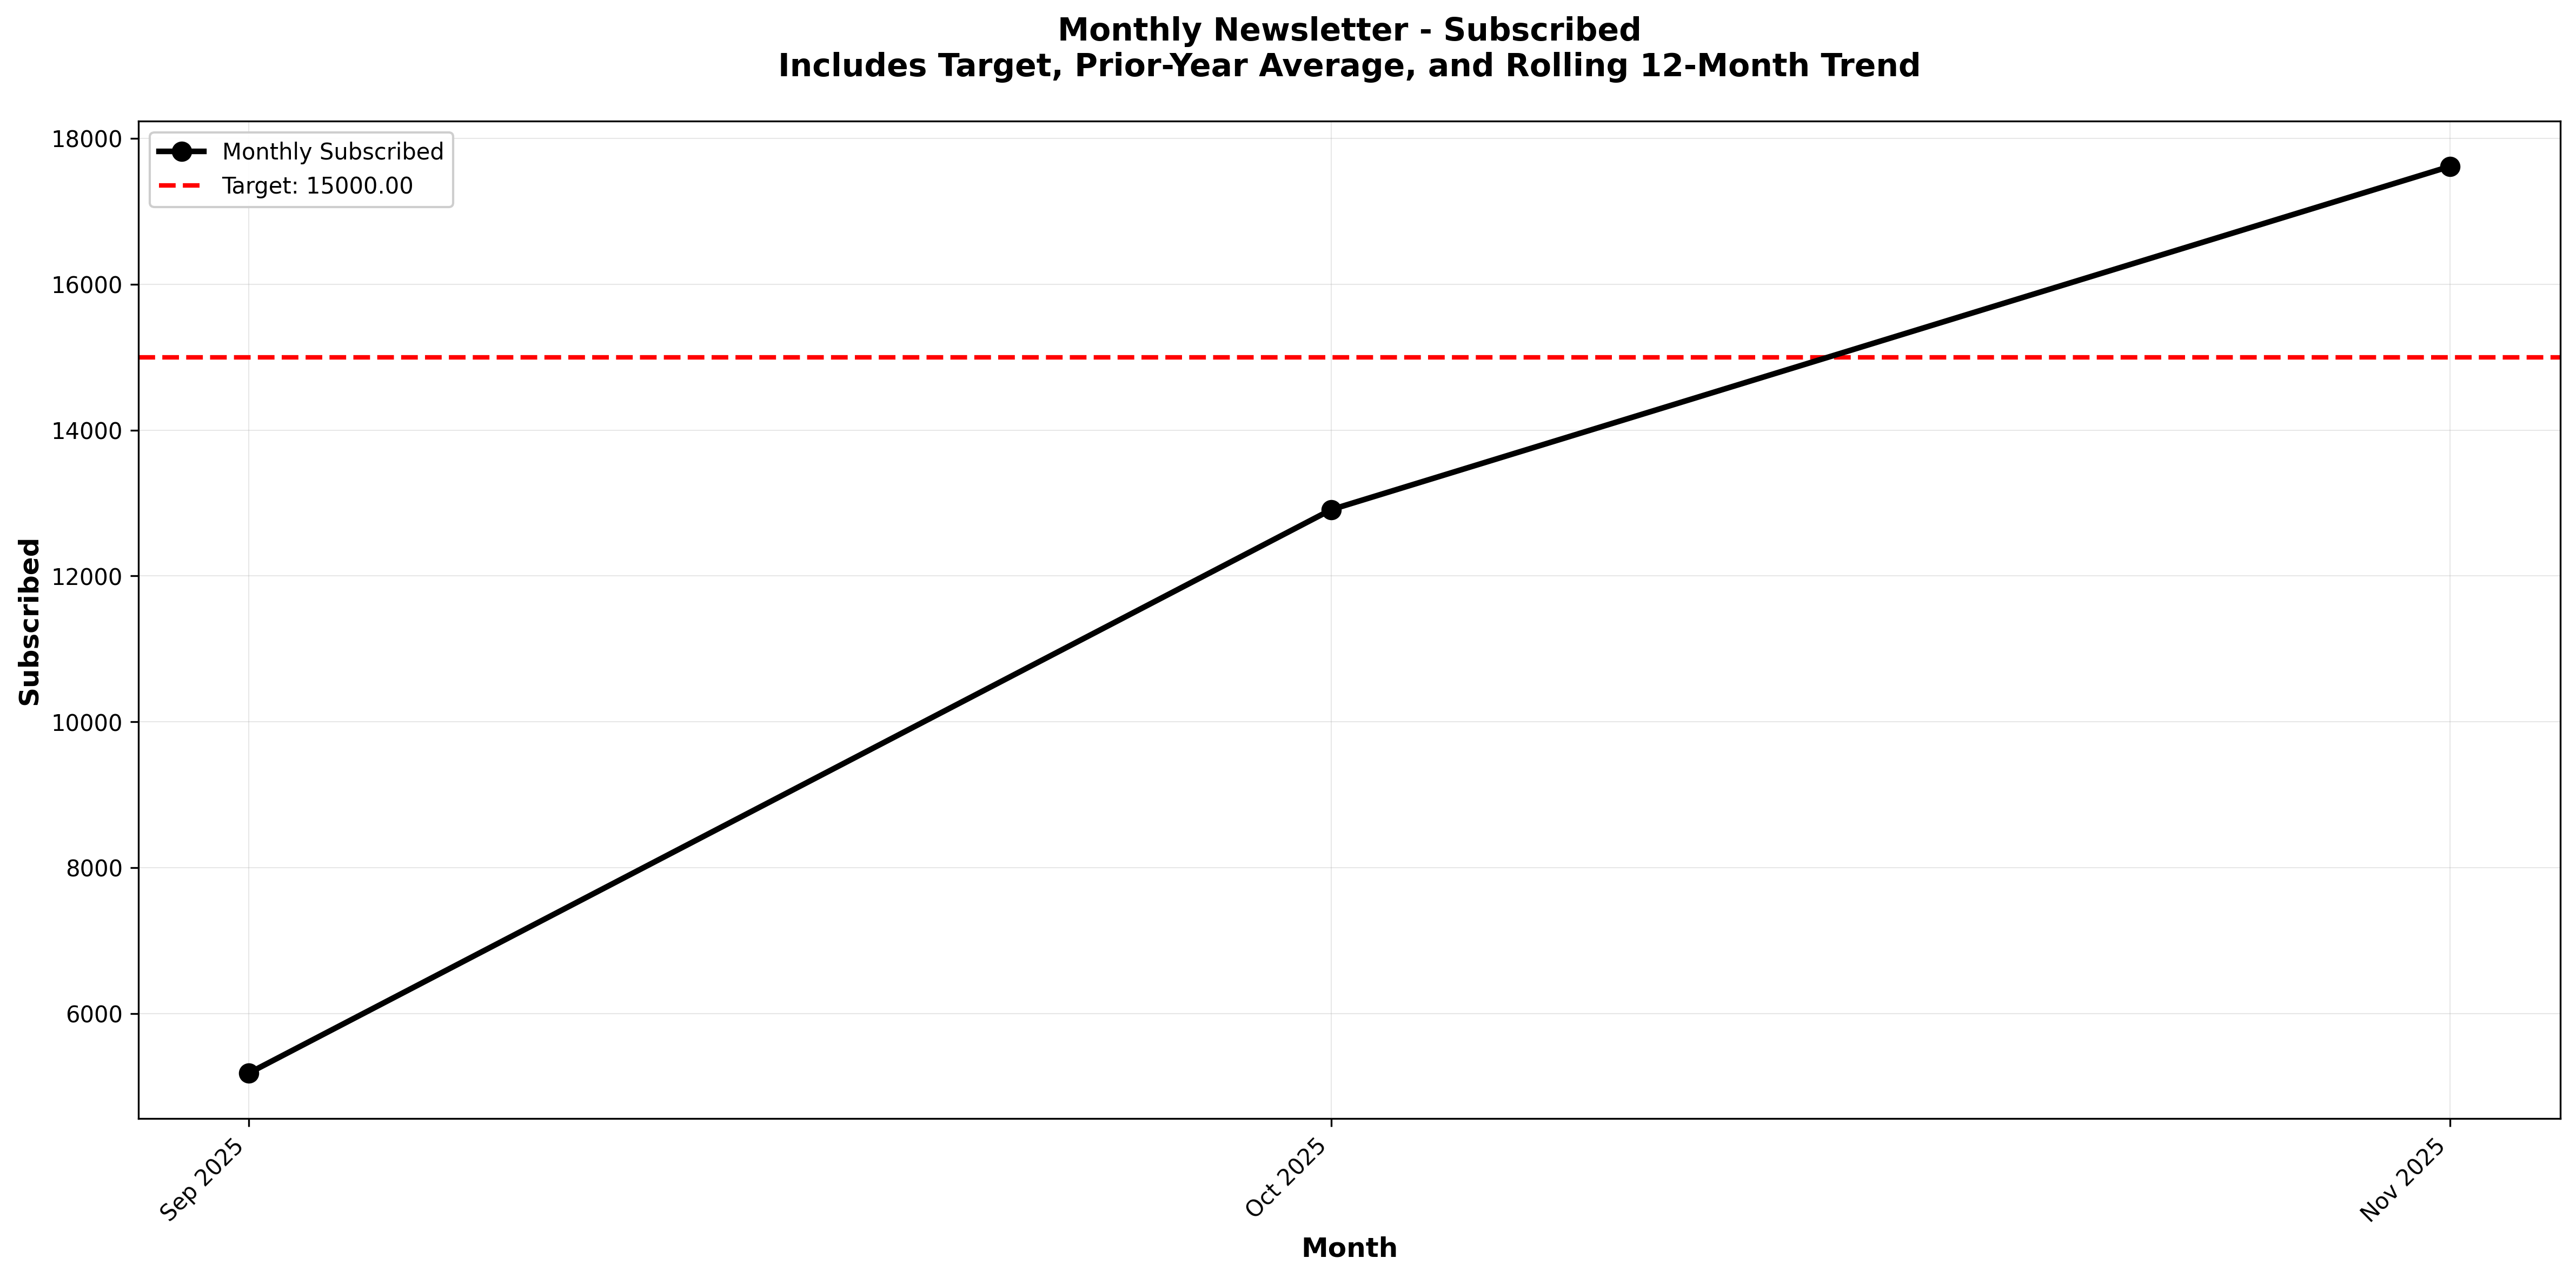 Monthly Newsletter - Subscribed
Includes Target, Prior-Year Average, and Rolling 12-Month Trend
Monthly Subscribed
Target: 15000.00
Subscribed
18000
16000
14000
12000
10000
8000
6000
Sep 2025
Oct 2025
Nov 2025
Month